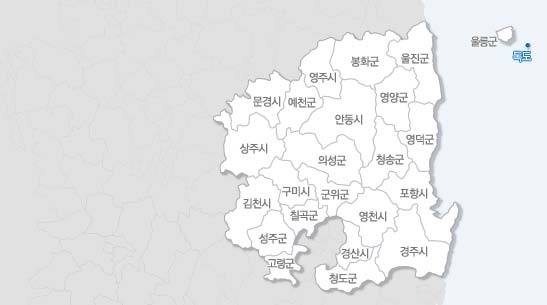 울릉군
독도
봉화군
울진군
영주시
문경시
예천군
영양군
안동시
영덕군
상주시
의성군
청송군
구미시
군위군
포항시
김천시
칠곡군
영천시
성주군
경산시
경주시
고령군
청도군